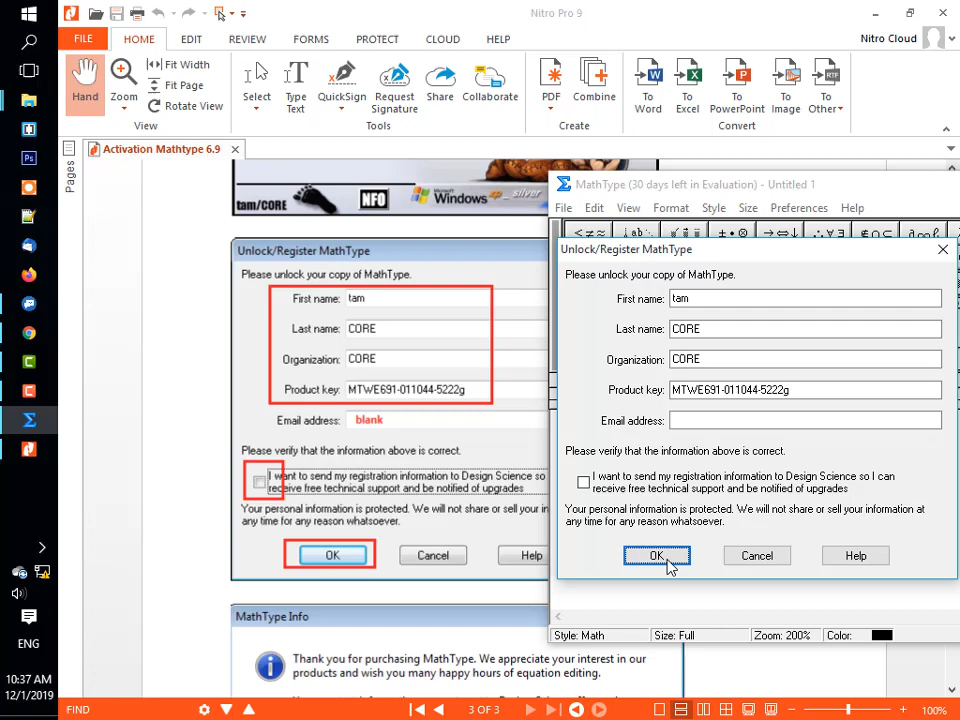 Nitro Pro 9
FILE
HOME
EDIT
REVIEW
FORMS
PROTECT
CLOUD
HELP
Nitro Cloud
Hand
Zoom
Fit Width
Fit Page
Rotate View
Select
Type Text
QuickSign
Request Signature
Share
Collaborate
PDF
Combine
To Word
To Excel
To PowerPoint
To Image
To Other
View
Tools
Create
Convert
Activation Mathtype 6.9
Pages
tam/CORE
NFO
Microsoft
Windows xp silver
Unlock/Register MathType
Please unlock your copy of MathType.
First name: tam
Last name: CORE
Organization: CORE
Product key: MTWE691-011044-5222g
Email address: blank
Please verify that the information above is correct.
I want to send my registration information to Design Science so
receive free technical support and be notified of upgrades
Your personal information is protected. We will not share or sell your information
any time for any reason whatsoever.
OK
Cancel
Help
MathType Info
Thank you for purchasing MathType. We appreciate your interest in our
products and wish you many happy hours of equation editing.
MathType (30 days left in Evaluation) - Untitled 1
File Edit View Format Style Size Preferences Help
Unlock/Register MathType
Please unlock your copy of MathType.
First name: tam
Last name: CORE
Organization: CORE
Product key: MTWE691-011044-5222g
Email address:
Please verify that the information above is correct.
I want to send my registration information to Design Science so I can
receive free technical support and be notified of upgrades
Your personal information is protected. We will not share or sell your information at
any time for any reason whatsoever.
OK
Cancel
Help
Style: Math
Size: Full
Zoom: 200%
Color:
ENG
10:37 AM
12/1/2019
FIND
3 OF 3
100%